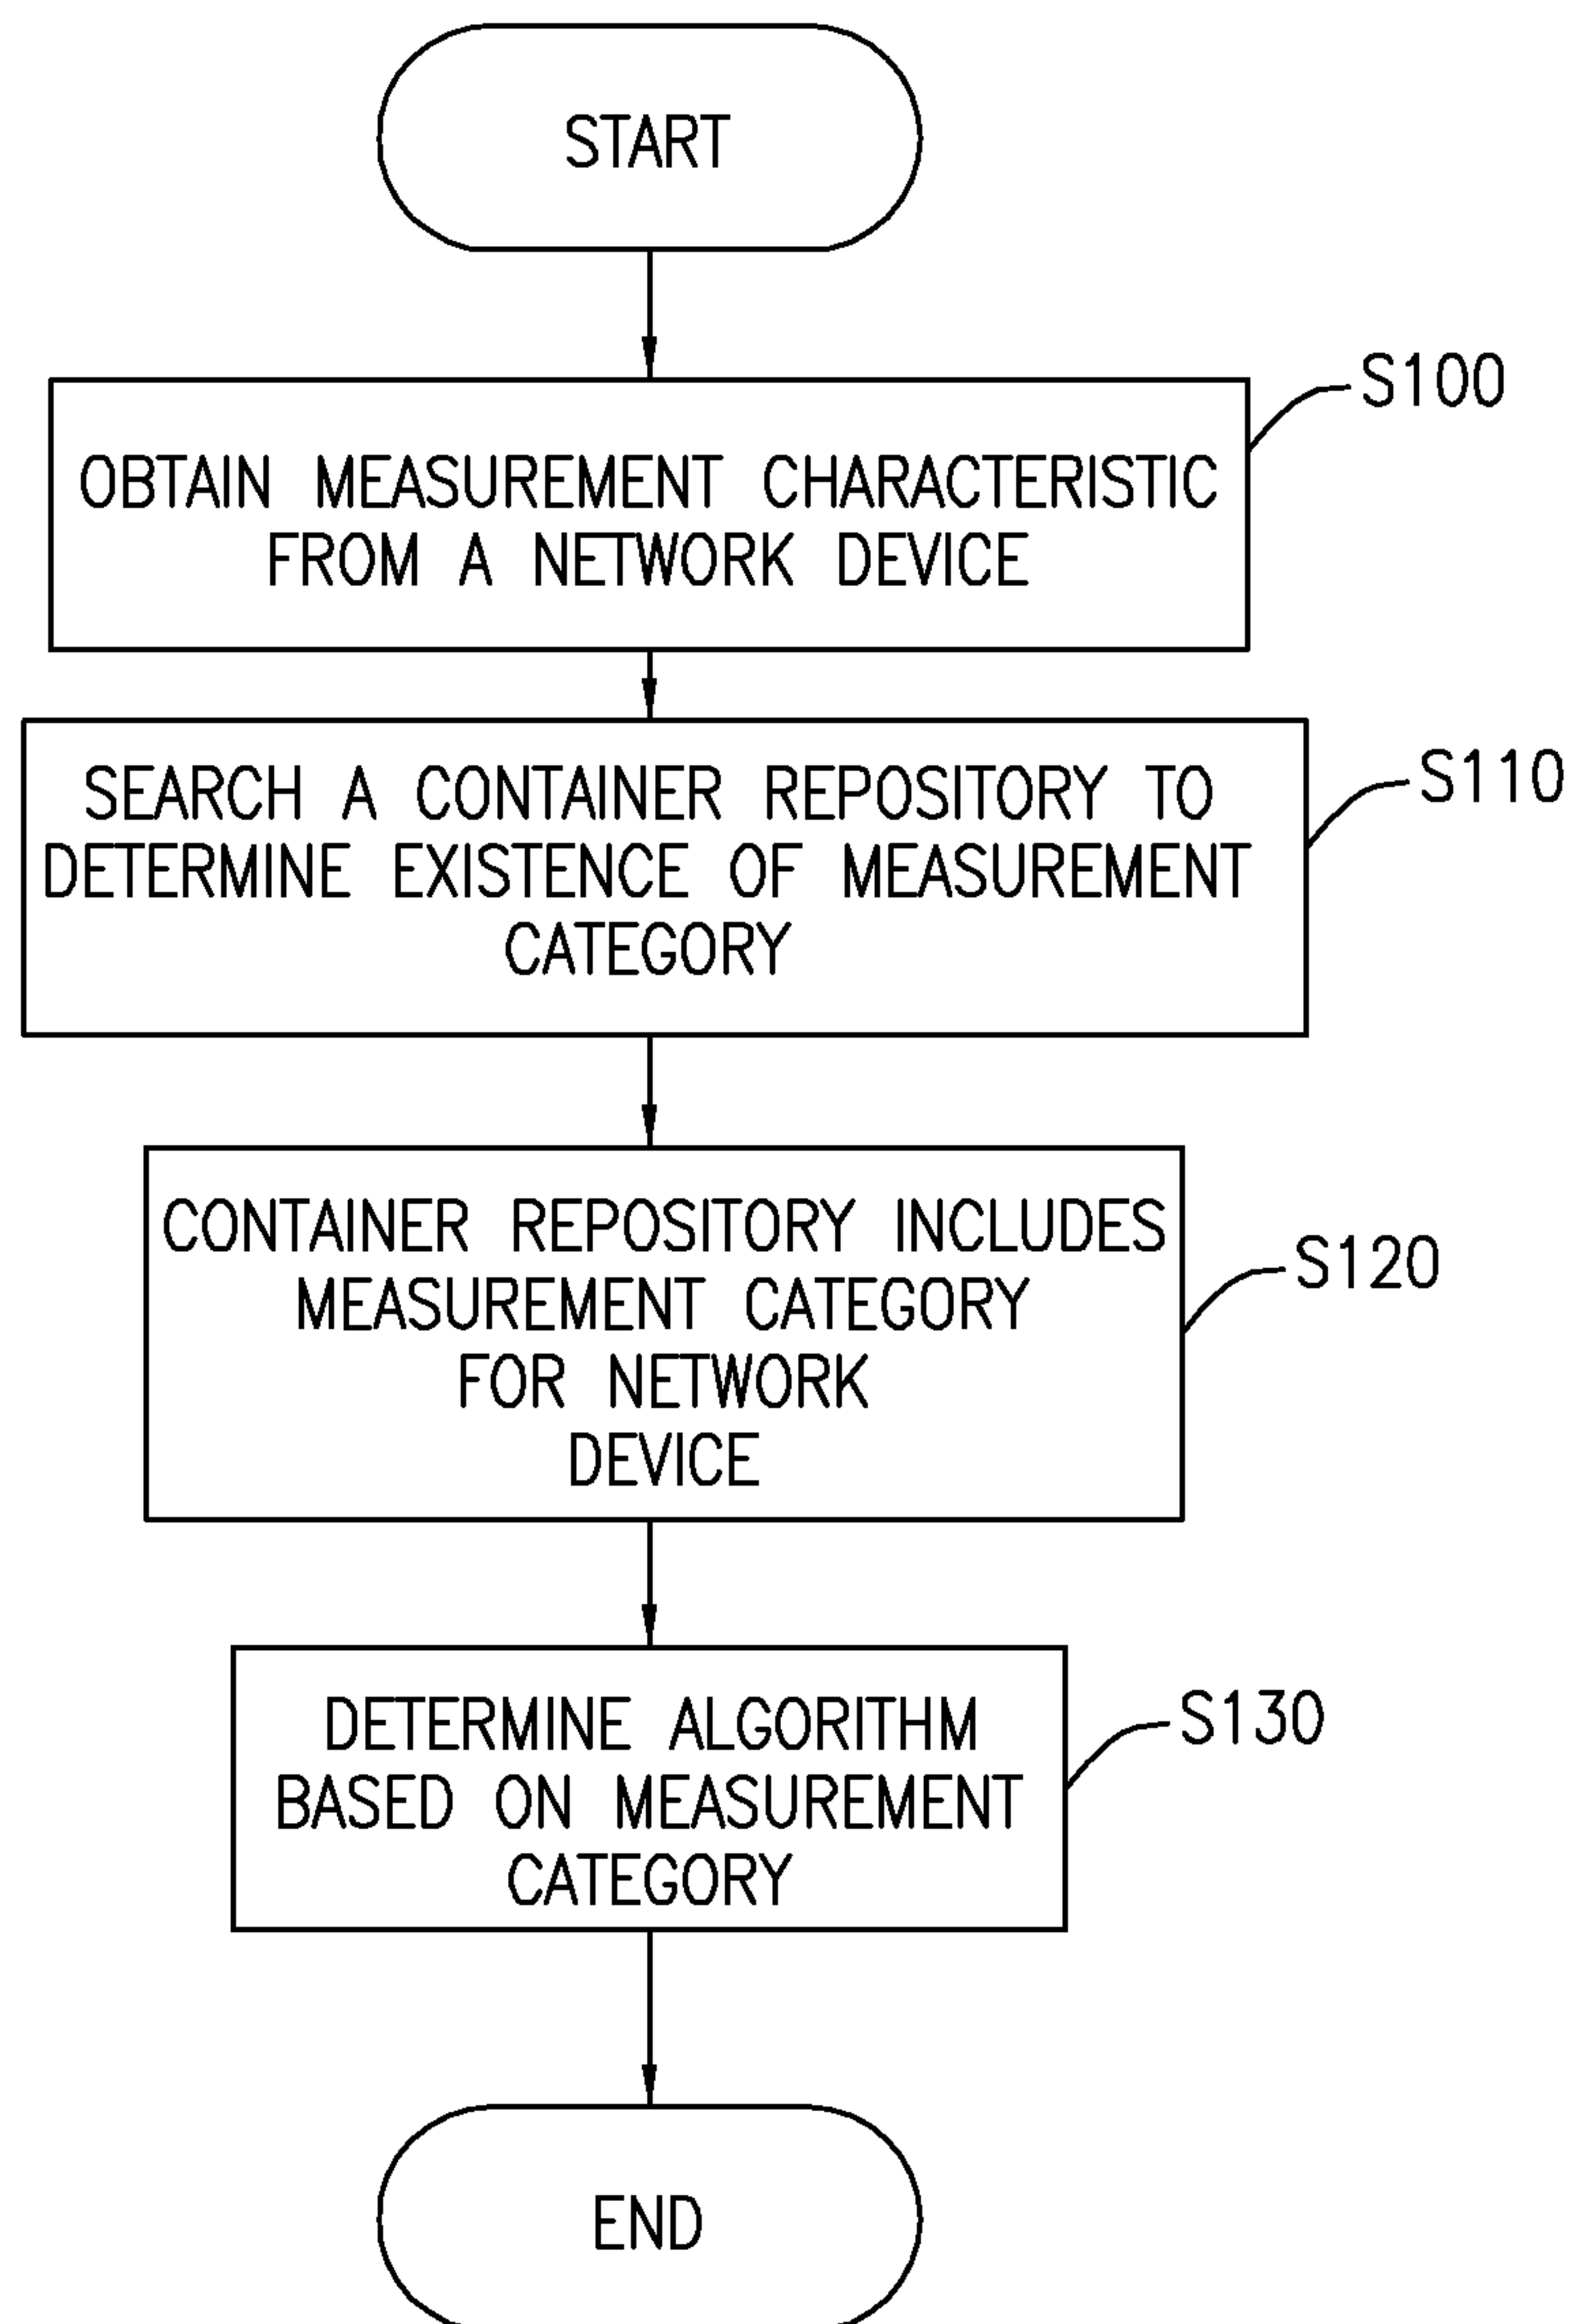 START
S100
OBTAIN MEASUREMENT CHARACTERISTIC
FROM A NETWORK DEVICE
S110
SEARCH A CONTAINER REPOSITORY TO
DETERMINE EXISTENCE OF MEASUREMENT
CATEGORY
CONTAINER REPOSITORY INCLUDES
S120
MEASUREMENT CATEGORY
FOR NETWORK
DEVICE
S130
DETERMINE ALGORITHM
BASED ON MEASUREMENT
CATEGORY
END